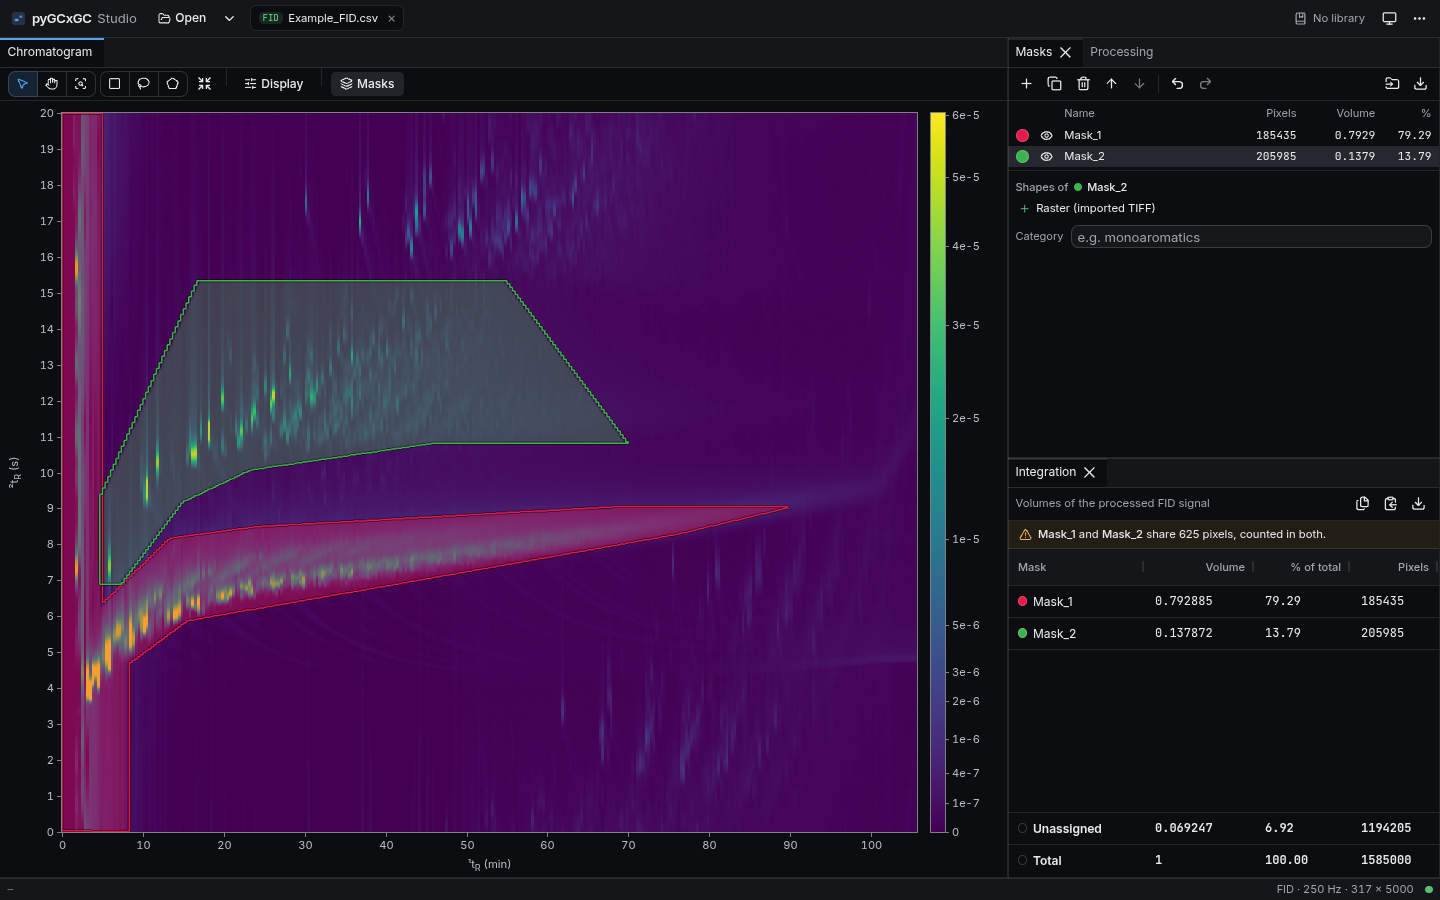 pyGCxGC Studio
Open
FID Example_FID.csv ×
No library
Chromatogram
Display
Masks
20
19
18
17
16
15
14
13
12
11
10
9
8
7
6
5
4
3
2
1
0
²tR (s)
0 10 20 30 40 50 60 70 80 90 100
¹tR (min)
6e-5
5e-5
4e-5
3e-5
2e-5
1e-5
5e-6
3e-6
2e-6
1e-6
4e-7
1e-7
0
Masks
Processing
Name Pixels Volume %
Mask_1 185435 0.7929 79.29
Mask_2 205985 0.1379 13.79
Shapes of Mask_2
+ Raster (imported TIFF)
Category e.g. monoaromatics
Integration
Volumes of the processed FID signal
Mask_1 and Mask_2 share 625 pixels, counted in both.
Mask Volume % of total Pixels
Mask_1 0.792885 79.29 185435
Mask_2 0.137872 13.79 205985
Unassigned 0.069247 6.92 1194205
Total 1 100.00 1585000
–
FID · 250 Hz · 317 × 5000